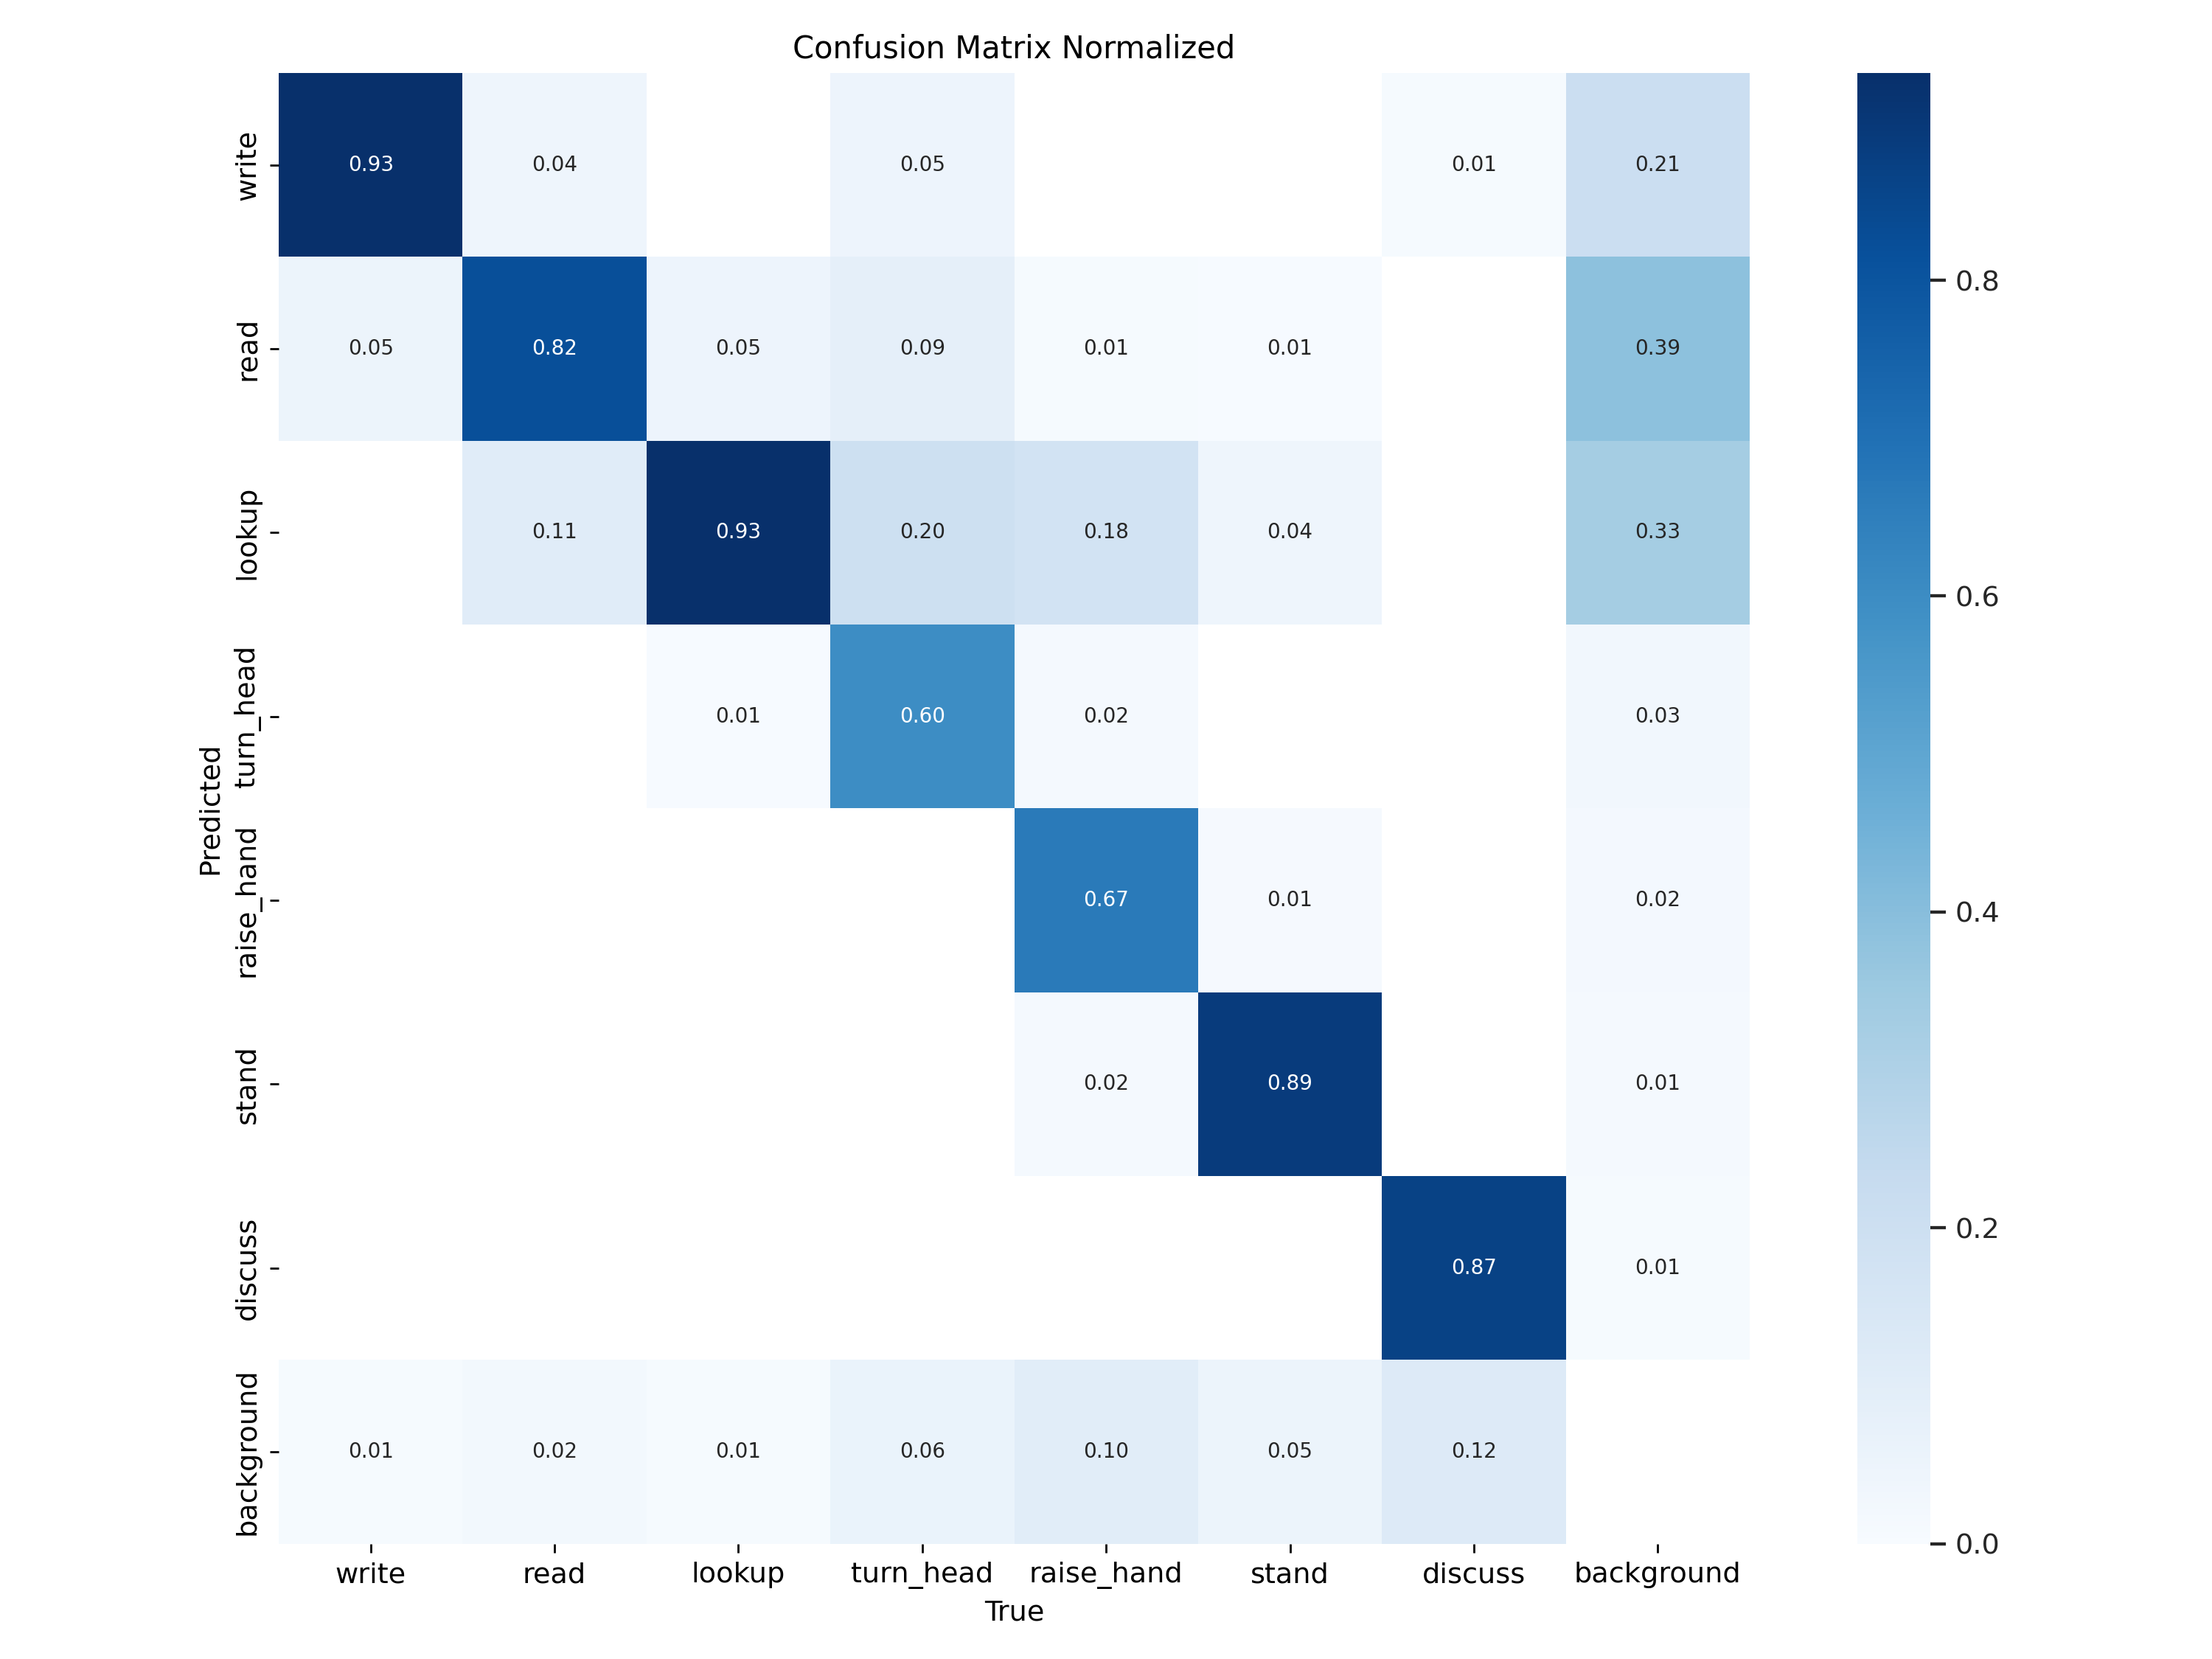 Confusion Matrix Normalized
write 0.93 0.04 0.05 0.01 0.21
read 0.05 0.82 0.05 0.09 0.01 0.01 0.39
lookup 0.11 0.93 0.20 0.18 0.04 0.33
turn_head 0.01 0.60 0.02 0.03
Predicted
raise_hand 0.67 0.01 0.02
stand 0.02 0.89 0.01
discuss 0.87 0.01
background 0.01 0.02 0.01 0.06 0.10 0.05 0.12
write read lookup turn_head raise_hand stand discuss background
True
0.8
0.6
0.4
0.2
0.0